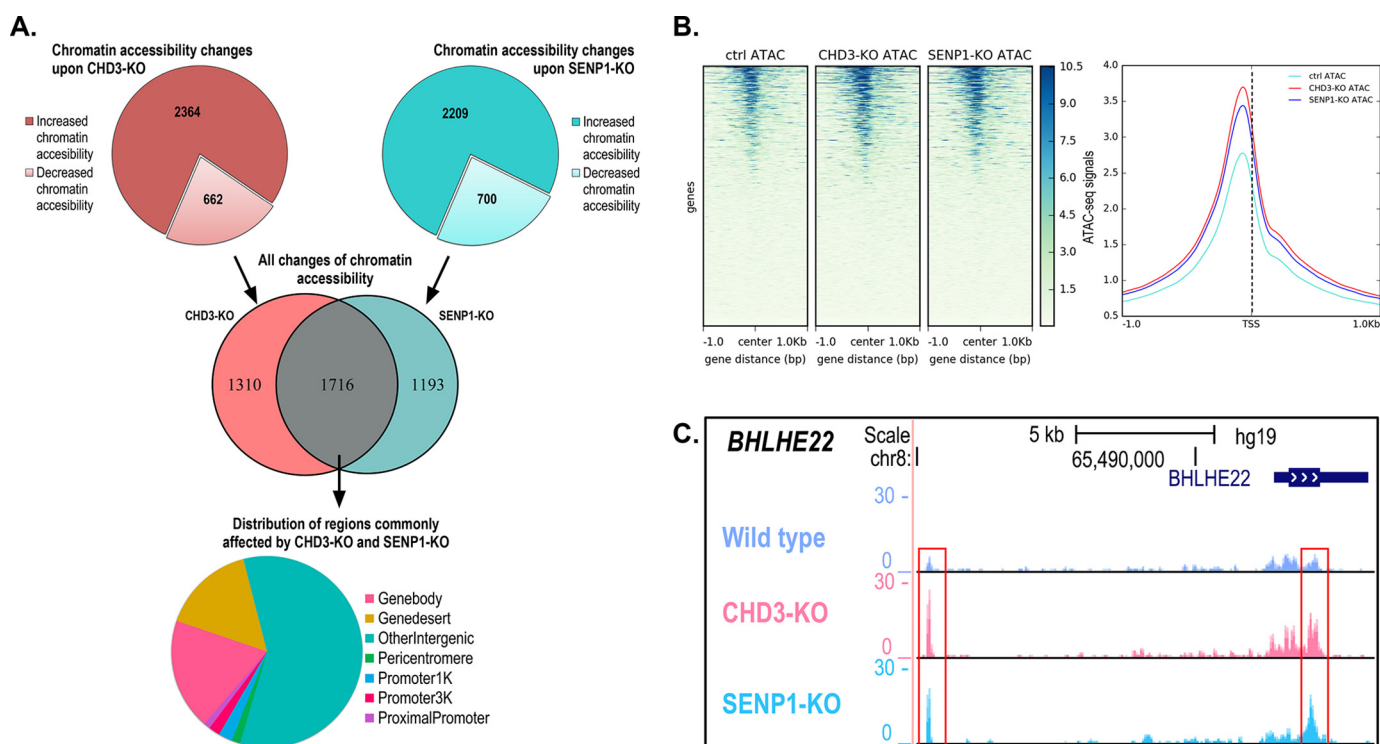 A.
Chromatin accessibility changes
upon CHD3-KO
2364
662
Increased
chromatin
accesibility
Decreased
chromatin
accesibility
Chromatin accessibility changes
upon SENP1-KO
2209
700
Increased
chromatin
accessibility
Decreased
chromatin
accessibility
All changes of chromatin
accessibility
CHD3-KO
SENP1-KO
1310
1716
1193
Distribution of regions commonly
affected by CHD3-KO and SENP1-KO
Genebody
Genedesert
OtherIntergenic
Pericentromere
Promoter1K
Promoter3K
ProximalPromoter
B.
ctrl ATAC
CHD3-KO ATAC
SENP1-KO ATAC
genes
-1.0 center 1.0Kb
gene distance (bp)
-1.0 center 1.0Kb
gene distance (bp)
-1.0 center 1.0Kb
gene distance (bp)
10.5
9.0
7.5
6.0
4.5
3.0
1.5
ATAC-seq signals
4.0
3.5
3.0
2.5
2.0
1.5
1.0
0.5
ctrl ATAC
CHD3-KO ATAC
SENP1-KO ATAC
-1.0 TSS 1.0Kb
C.
BHLHE22
Scale
chr8:
5 kb
hg19
65,490,000
BHLHE22
30 -
Wild type
0
30 -
CHD3-KO
0
30 -
SENP1-KO
0